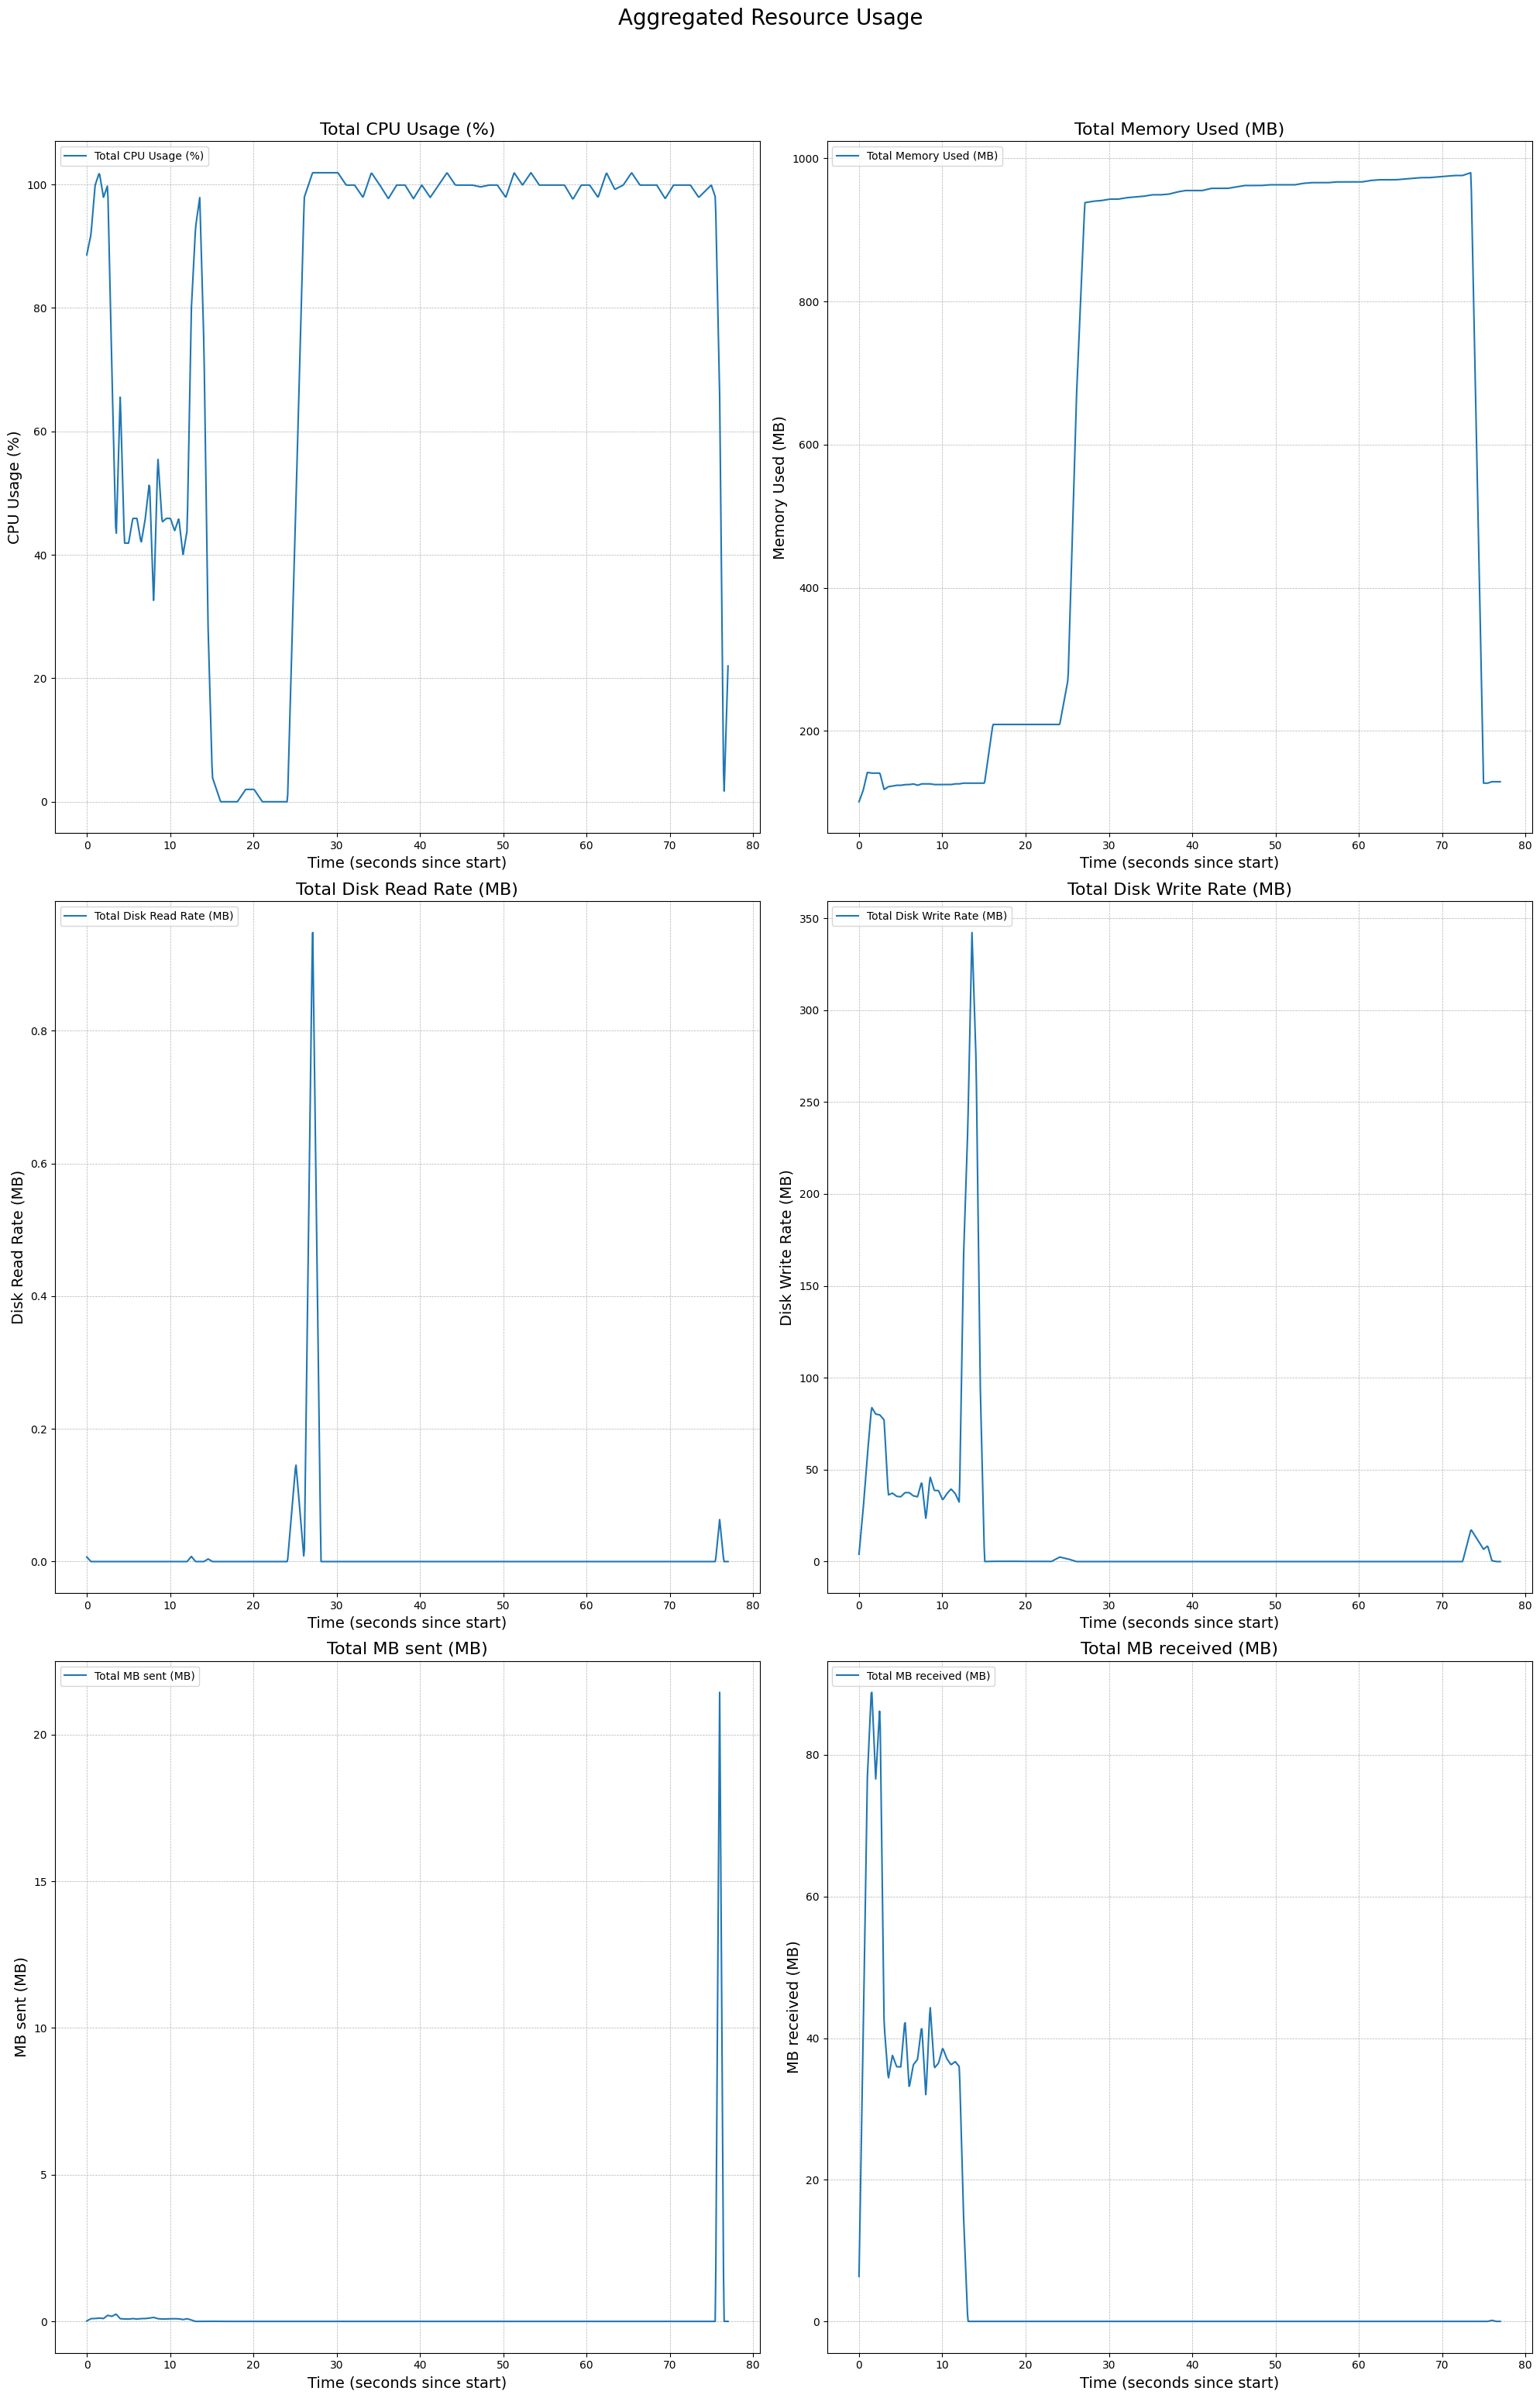 Aggregated Resource Usage
Total CPU Usage (%)
Total CPU Usage (%)
CPU Usage (%)
100
80
60
40
20
0
0 10 20 30 40 50 60 70 80
Time (seconds since start)
Total Memory Used (MB)
Total Memory Used (MB)
Memory Used (MB)
1000
800
600
400
200
0 10 20 30 40 50 60 70 80
Time (seconds since start)
Total Disk Read Rate (MB)
Total Disk Read Rate (MB)
Disk Read Rate (MB)
0.8
0.6
0.4
0.2
0.0
0 10 20 30 40 50 60 70 80
Time (seconds since start)
Total Disk Write Rate (MB)
Total Disk Write Rate (MB)
Disk Write Rate (MB)
350
300
250
200
150
100
50
0
0 10 20 30 40 50 60 70 80
Time (seconds since start)
Total MB sent (MB)
Total MB sent (MB)
MB sent (MB)
20
15
10
5
0
0 10 20 30 40 50 60 70 80
Time (seconds since start)
Total MB received (MB)
Total MB received (MB)
MB received (MB)
80
60
40
20
0
0 10 20 30 40 50 60 70 80
Time (seconds since start)